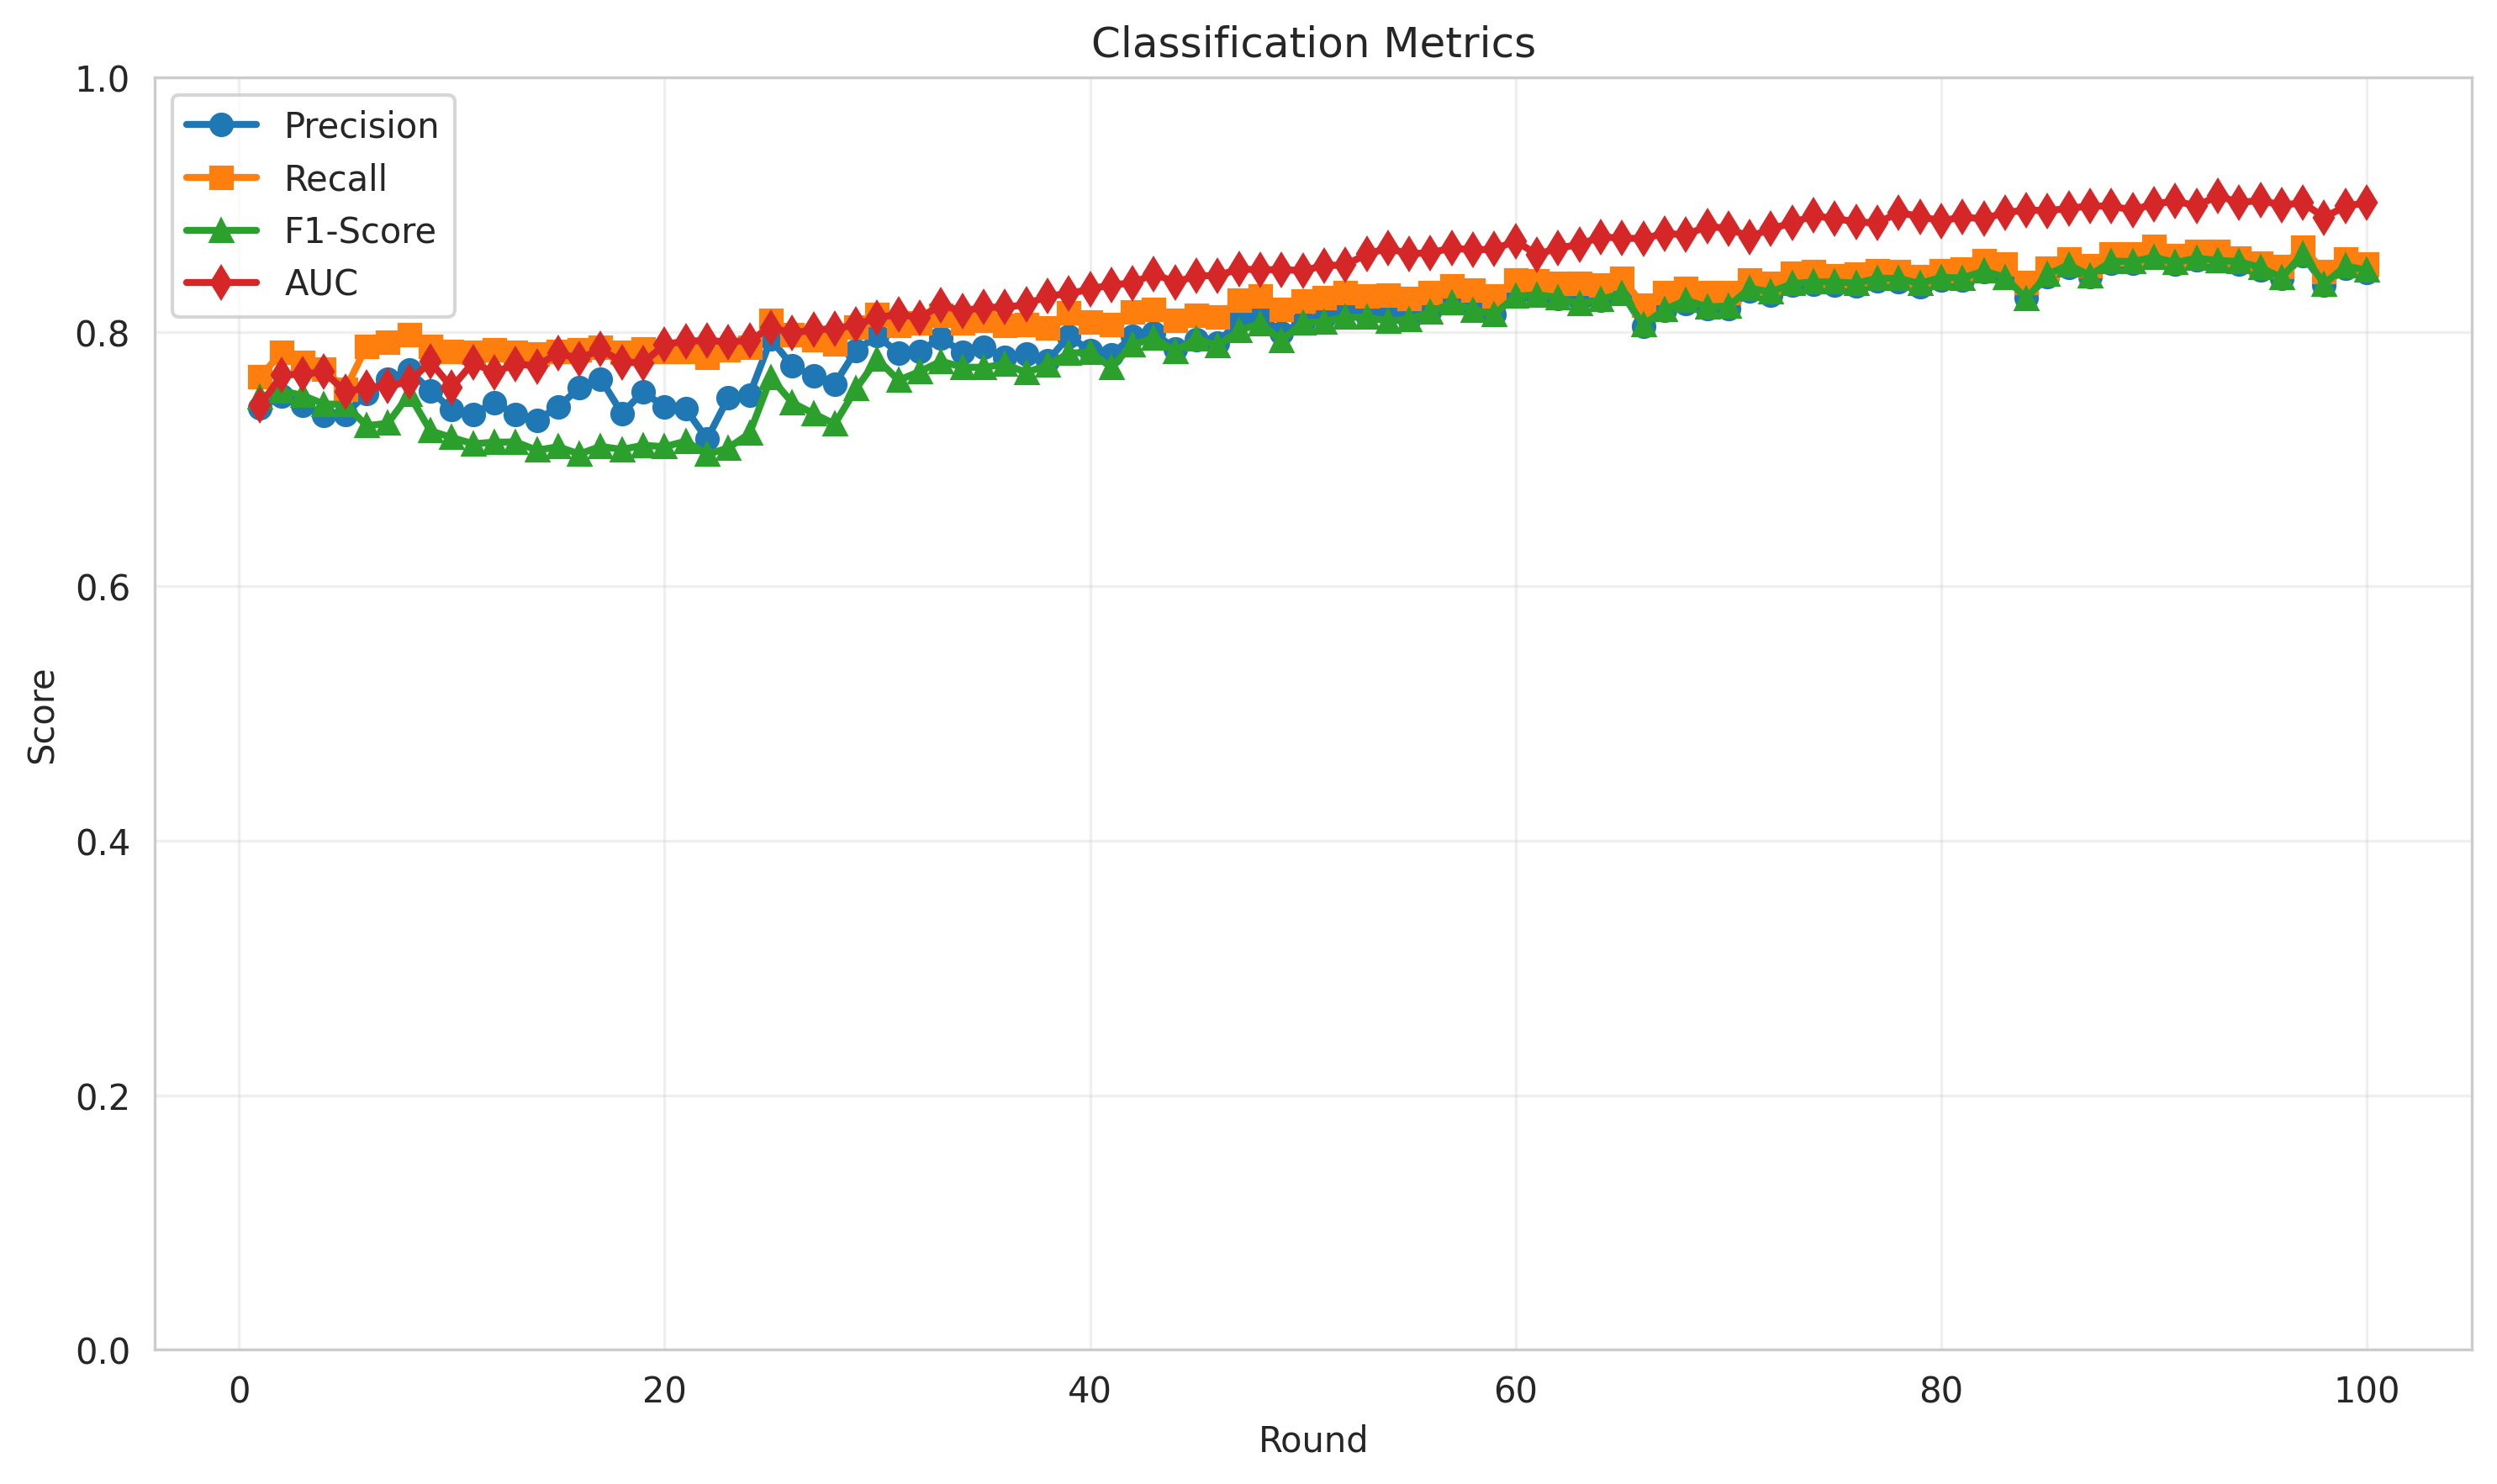 Classification Metrics
1.0
0.8
0.6
0.4
0.2
0.0
Score
Precision
Recall
F1-Score
AUC
0 20 40 60 80 100
Round